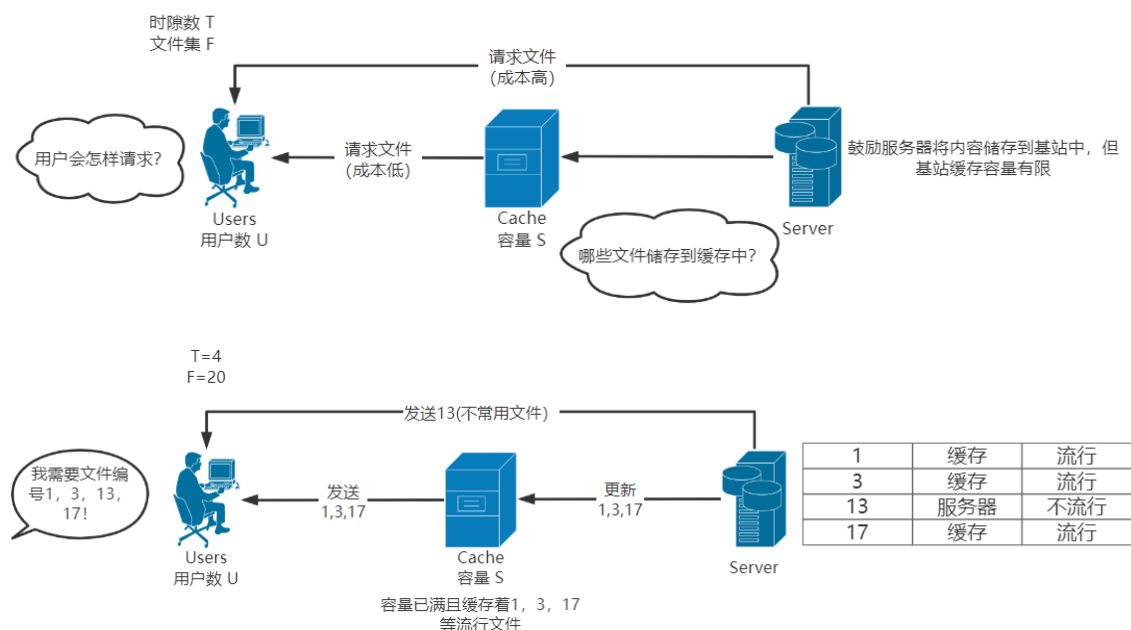 时隙数 T
文件集 F
请求文件
(成本高)
用户会怎样请求?
请求文件
(成本低)
鼓励服务器将内容储存到基站中，但
基站缓存容量有限
Users
用户数 U
Cache
容量 S
Server
哪些文件储存到缓存中?
T=4
F=20
发送13(不常用文件)
我需要文件编
号1，3，13，
17!
发送
1,3,17
更新
1,3,17
1 缓存 流行
3 缓存 流行
13 服务器 不流行
17 缓存 流行
Users
用户数 U
Cache
容量 S
Server
容量已满且缓存着1，3，17
等流行文件